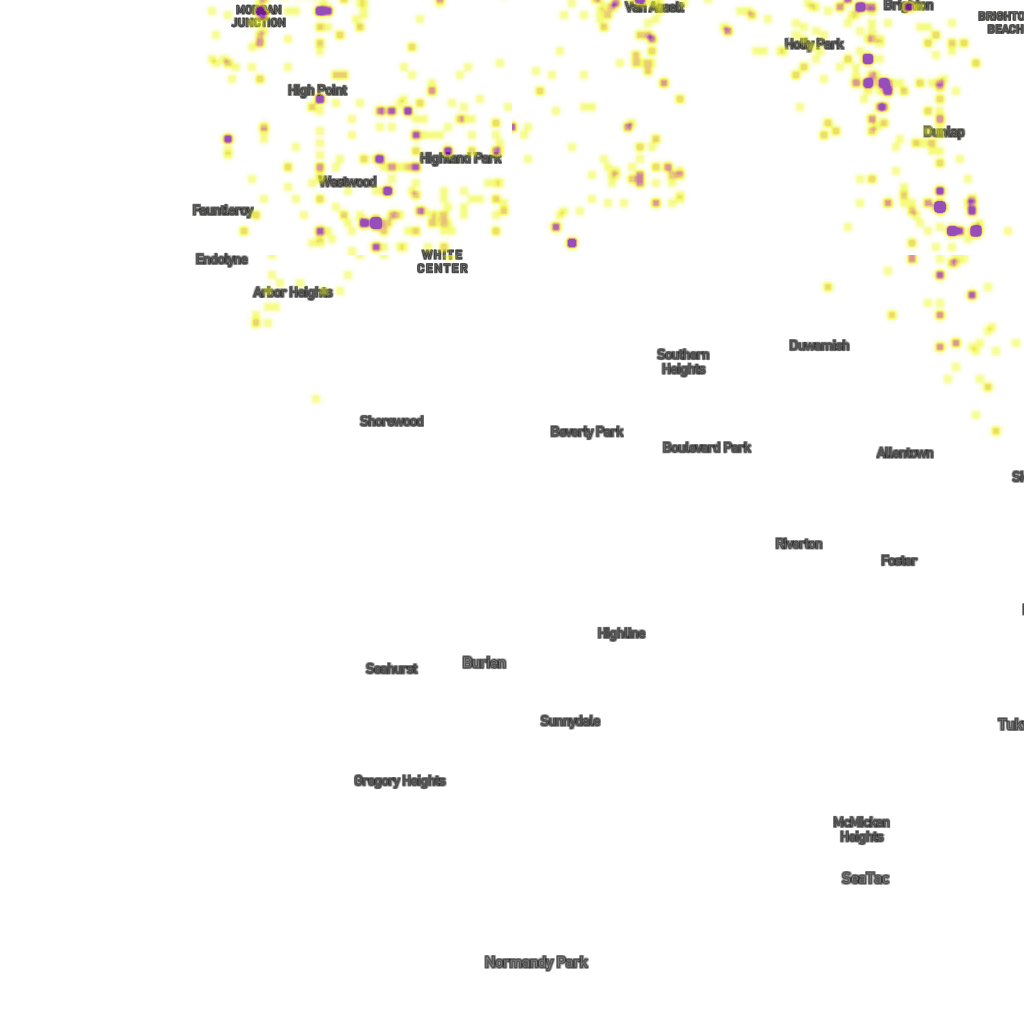 MORGAN
JUNCTION
Van Asselt
Brighton
BRIGHTO
BEACH
Holly Park
High Point
Dunlap
Highland Park
Westwood
Fauntleroy
WHITE
CENTER
Endolyne
Arbor Heights
Duwamish
Southern
Heights
Shorewood
Beverly Park
Boulevard Park
Allentown
Riverton
Foster
Highline
Burien
Seahurst
Sunnydale
Tuk
Gregory Heights
McMicken
Heights
SeaTac
Normandy Park